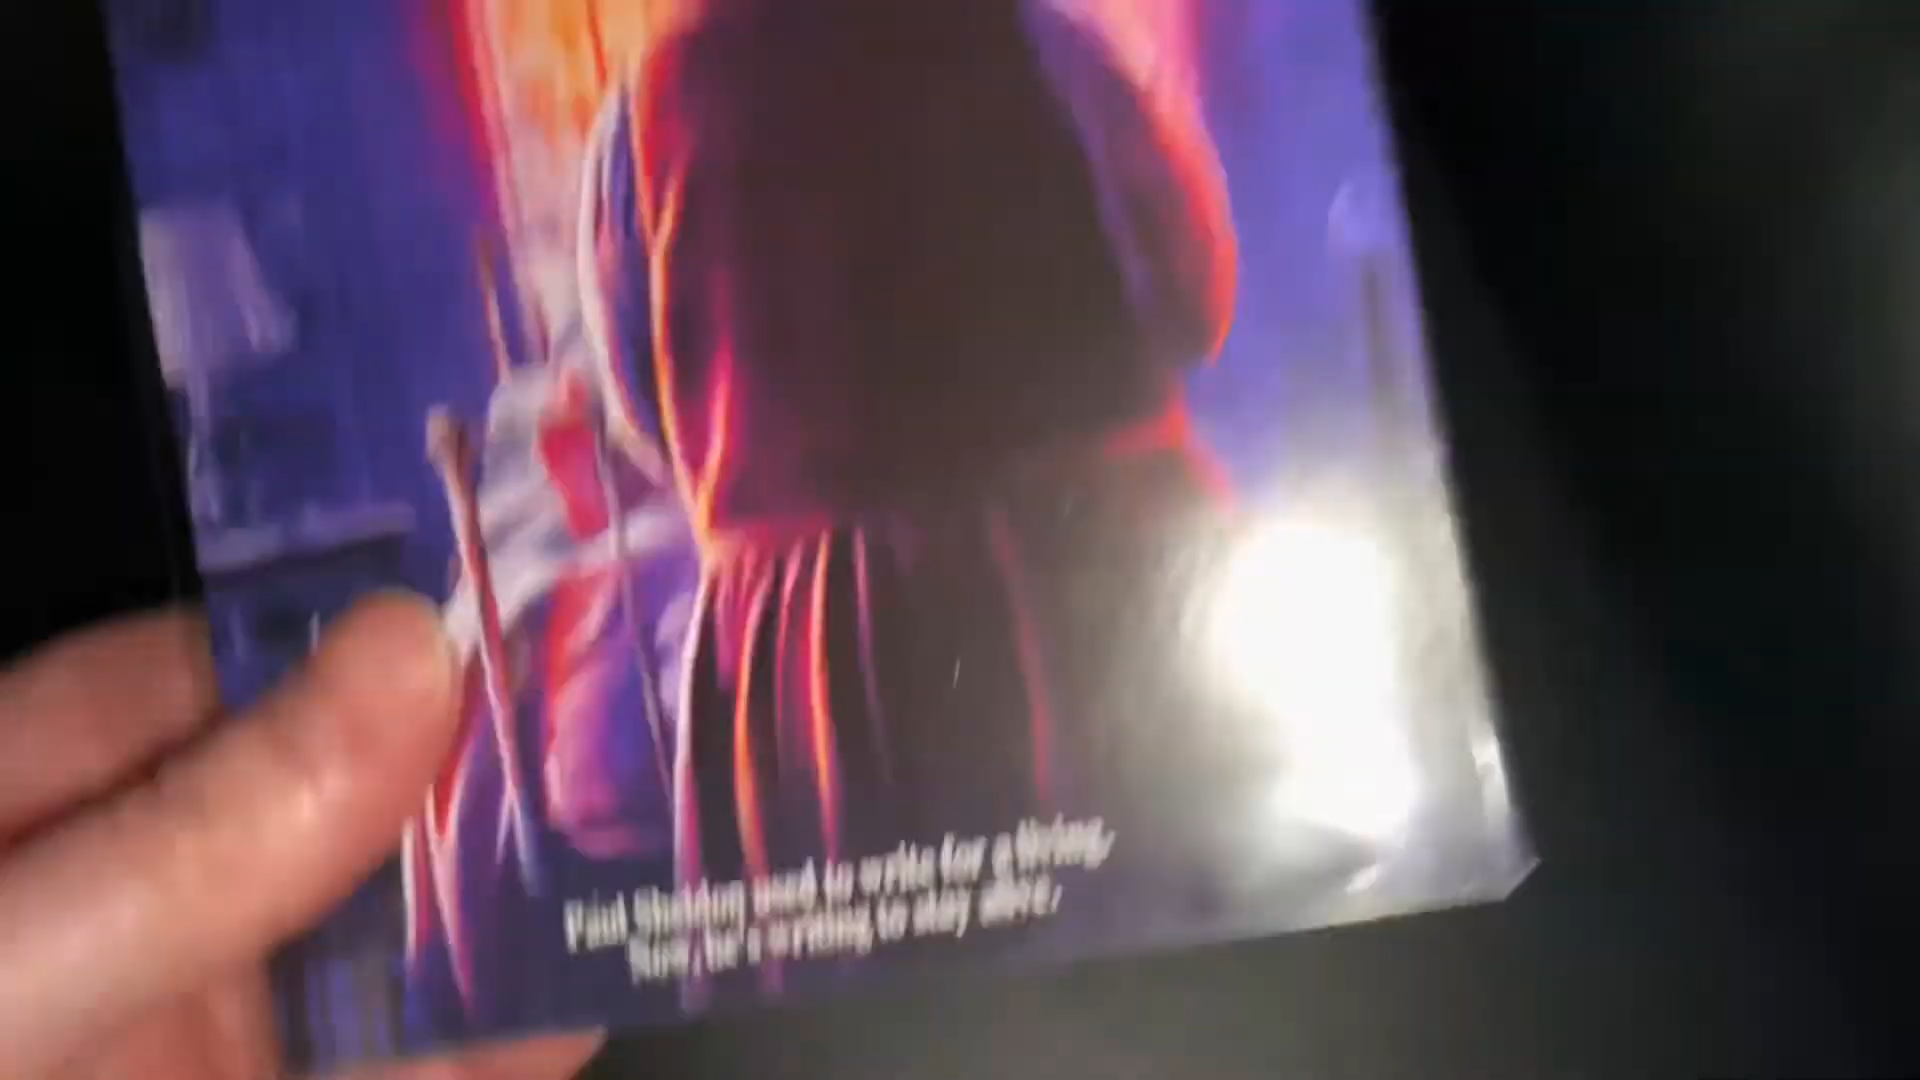 Paul Sheldon used to write for a living,
Now, he's writing to stay alive.